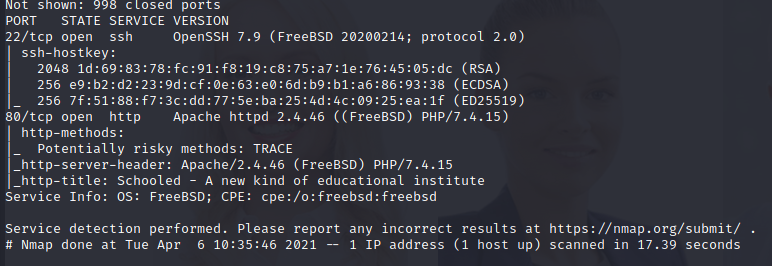 Not shown: 998 closed ports
PORT   STATE SERVICE VERSION
22/tcp open  ssh     OpenSSH 7.9 (FreeBSD 20200214; protocol 2.0)
| ssh-hostkey:
|   2048 1d:69:83:78:fc:91:f8:19:c8:75:a7:1e:76:45:05:dc (RSA)
|   256 e9:b2:d2:23:9d:cf:0e:63:e0:6d:b9:b1:a6:86:93:38 (ECDSA)
|_  256 7f:51:88:f7:3c:dd:77:5e:ba:25:4d:4c:09:25:ea:1f (ED25519)
80/tcp open  http    Apache httpd 2.4.46 ((FreeBSD) PHP/7.4.15)
| http-methods:
|_  Potentially risky methods: TRACE
|_http-server-header: Apache/2.4.46 (FreeBSD) PHP/7.4.15
|_http-title: Schooled - A new kind of educational institute
Service Info: OS: FreeBSD; CPE: cpe:/o:freebsd:freebsd

Service detection performed. Please report any incorrect results at https://nmap.org/submit/ .
# Nmap done at Tue Apr  6 10:35:46 2021 -- 1 IP address (1 host up) scanned in 17.39 seconds